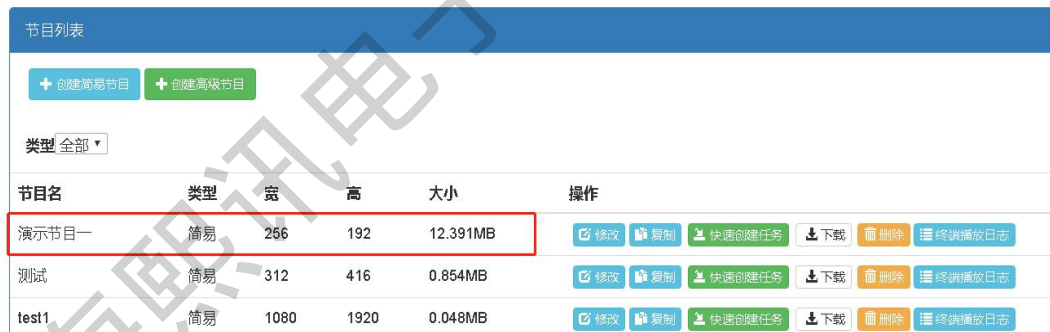 节目列表
创建简易节目 创建高级节目
类型 全部
节目名 类型 宽 高 大小 操作
演示节目一 简易 256 192 12.391MB 修改 复制 快速创建任务 下载 删除 终端播放日志
测试 简易 312 416 0.854MB 修改 复制 快速创建任务 下载 删除 终端播放日志
test1 简易 1080 1920 0.048MB 修改 复制 快速创建任务 下载 删除 终端播放日志
熙讯电